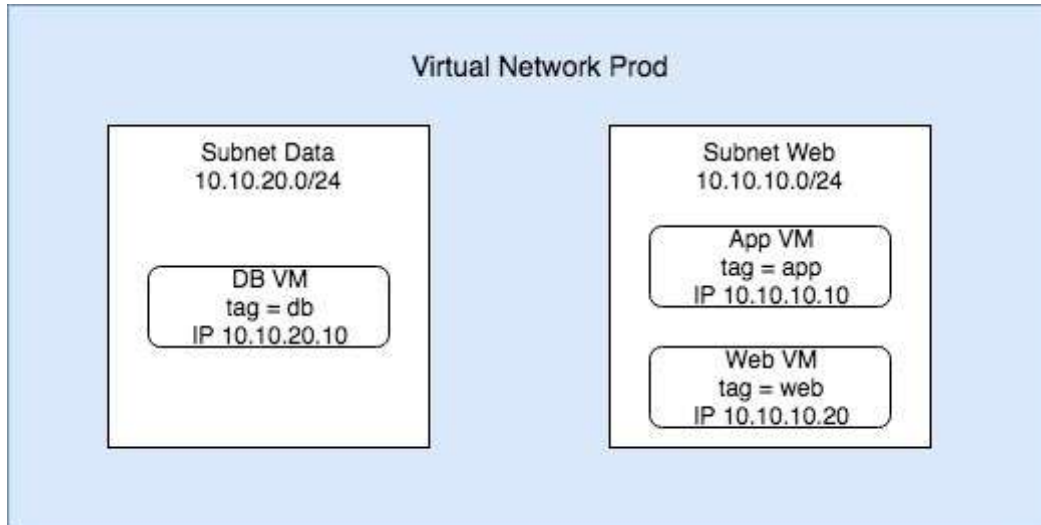 Virtual Network Prod
Subnet Data
10.10.20.0/24
DB VM
tag = db
IP 10.10.20.10
Subnet Web
10.10.10.0/24
App VM
tag = app
IP 10.10.10.10
Web VM
tag = web
IP 10.10.10.20